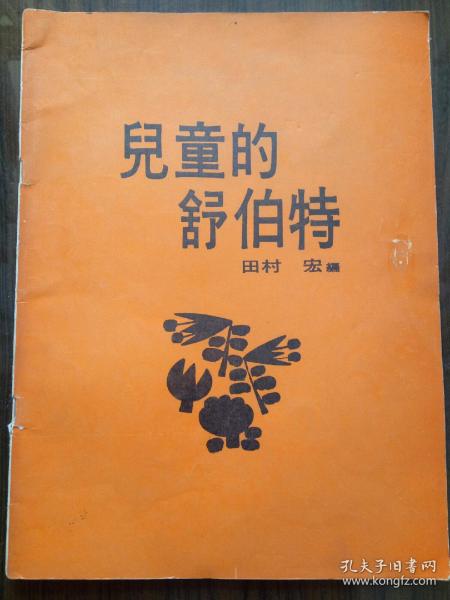 兒童的
舒伯特
田村 宏 編
孔夫子旧书网
www.kongfz.com